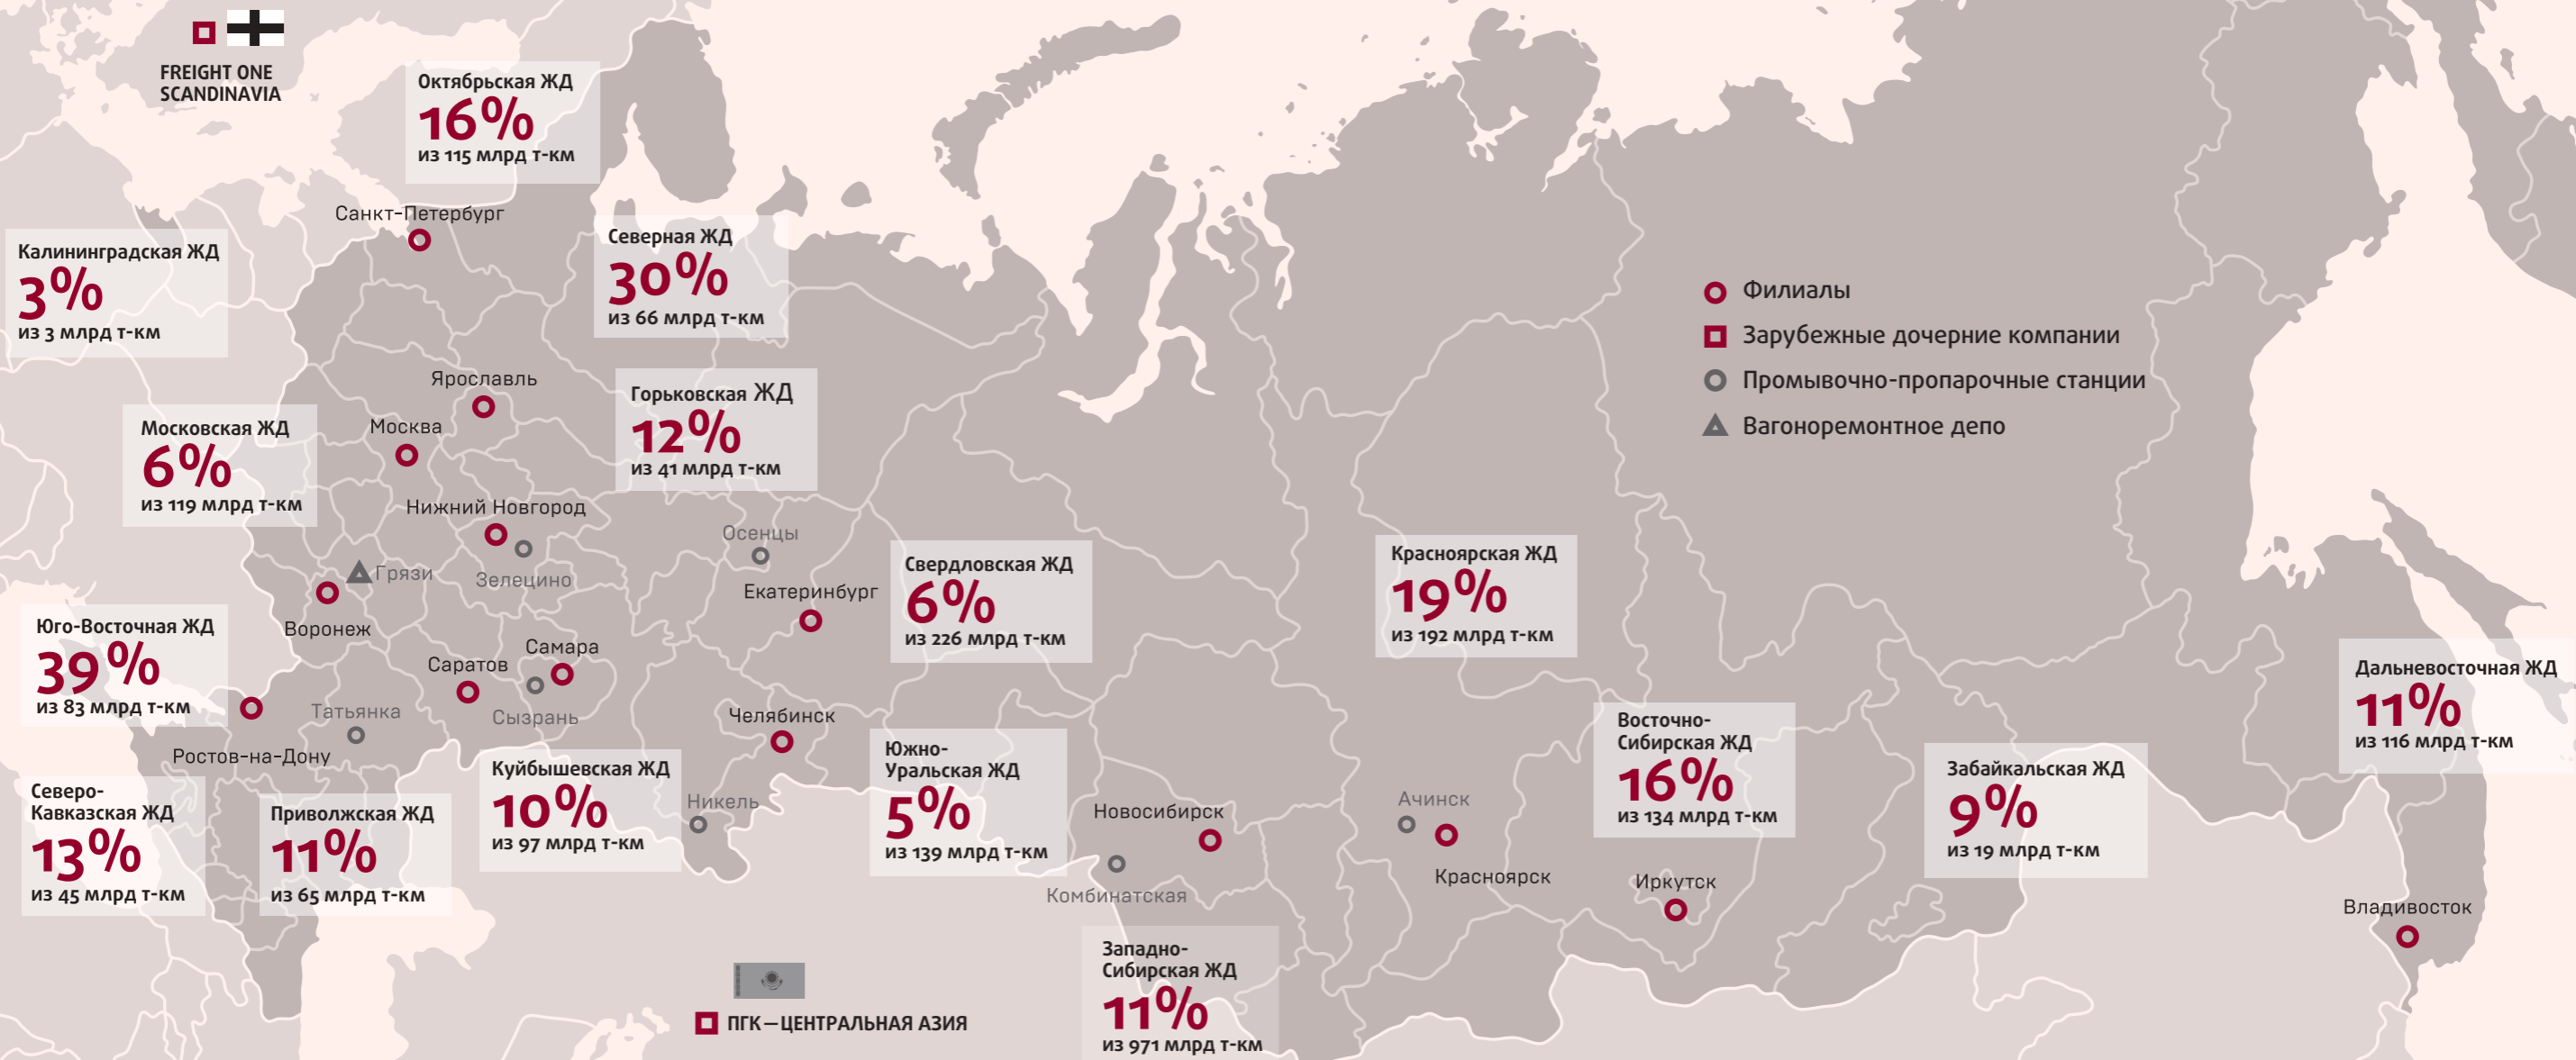 FREIGHT ONE
SCANDINAVIA
Октябрьская ЖД
16%
из 115 млрд т-км
Санкт-Петербург
Калининградская ЖД
3%
из 3 млрд т-км
Северная ЖД
30%
из 66 млрд т-км
Филиалы
Зарубежные дочерние компании
Промывочно-пропарочные станции
Вагоноремонтное депо
Ярославль
Москва
Московская ЖД
6%
из 119 млрд т-км
Горьковская ЖД
12%
из 41 млрд т-км
Нижний Новгород
Зелецино
Осенцы
Грязи
Воронеж
Екатеринбург
Свердловская ЖД
6%
из 226 млрд т-км
Красноярская ЖД
19%
из 192 млрд т-км
Юго-Восточная ЖД
39%
из 83 млрд т-км
Саратов
Самара
Сызрань
Татьянка
Ростов-на-Дону
Челябинск
Дальневосточная ЖД
11%
из 116 млрд т-км
Северо-
Кавказская ЖД
13%
из 45 млрд т-км
Приволжская ЖД
11%
из 65 млрд т-км
Куйбышевская ЖД
10%
из 97 млрд т-км
Никель
Южно-
Уральская ЖД
5%
из 139 млрд т-км
Новосибирск
Комбинатская
Ачинск
Красноярск
Восточно-
Сибирская ЖД
16%
из 134 млрд т-км
Иркутск
Забайкальская ЖД
9%
из 19 млрд т-км
Владивосток
Западно-
Сибирская ЖД
11%
из 971 млрд т-км
ПГК—ЦЕНТРАЛЬНАЯ АЗИЯ